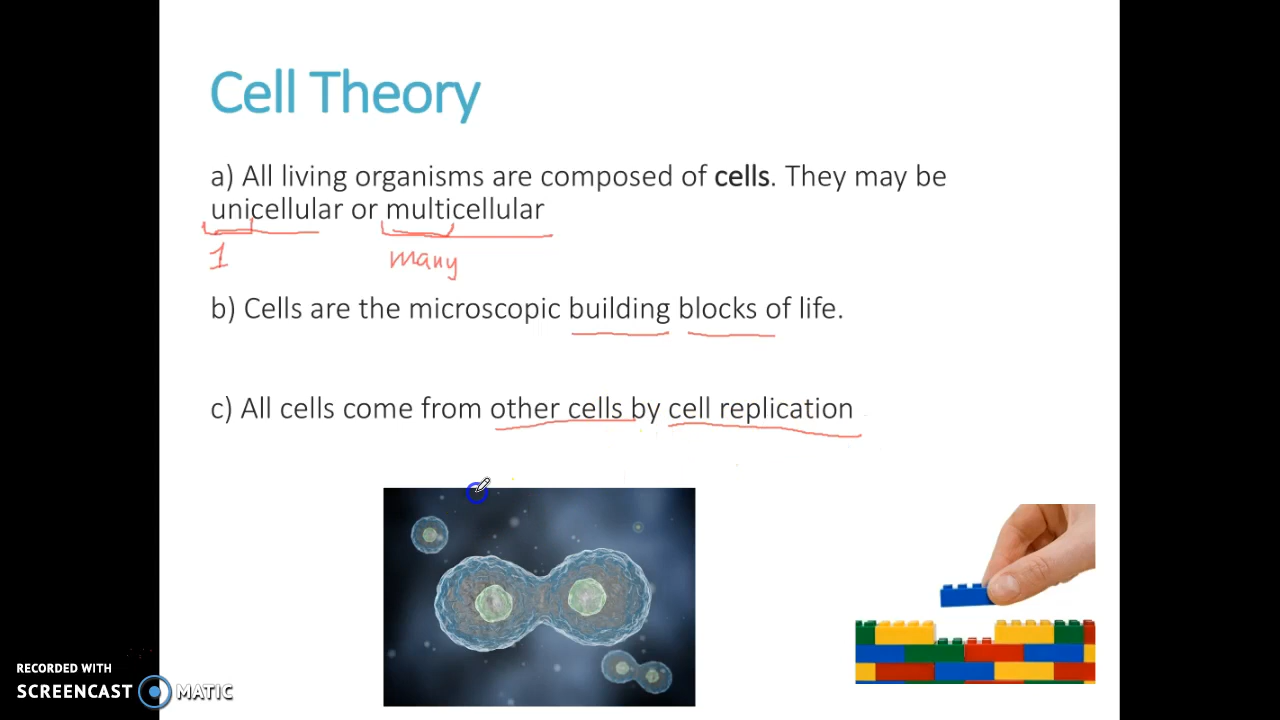 Cell Theory
a) All living organisms are composed of cells. They may be
unicellular or multicellular
1 many
b) Cells are the microscopic building blocks of life.
c) All cells come from other cells by cell replication
RECORDED WITH
SCREENCAST MATIC